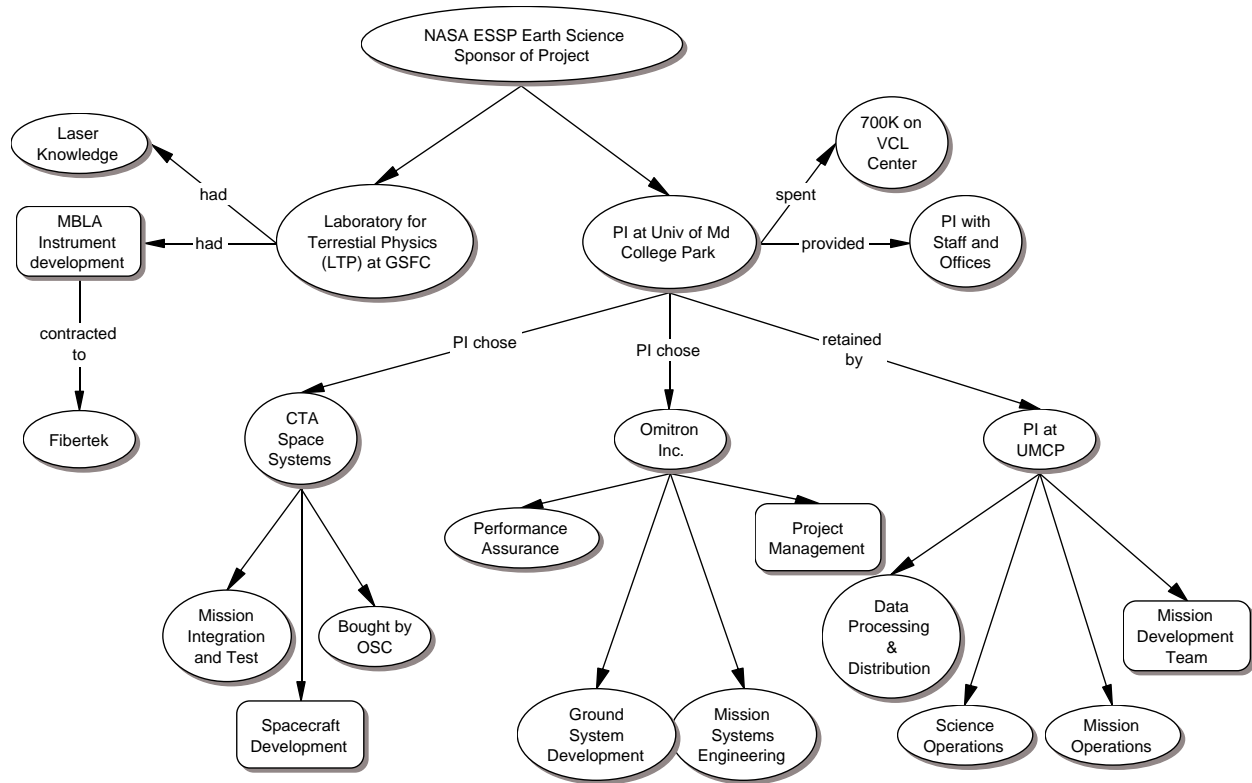 NASA ESSP Earth Science
Sponsor of Project
Laser
Knowledge
700K on
VCL
Center
had
spent
MBLA
Instrument
development
had
Laboratory for
Terrestial Physics
(LTP) at GSFC
PI at Univ of Md
College Park
provided
PI with
Staff and
Offices
contracted
to
PI chose
PI chose
retained
by
Fibertek
CTA
Space
Systems
Omitron
Inc.
PI at
UMCP
Performance
Assurance
Project
Management
Mission
Integration
and Test
Bought by
OSC
Data
Processing
&
Distribution
Mission
Development
Team
Spacecraft
Development
Ground
System
Development
Mission
Systems
Engineering
Science
Operations
Mission
Operations